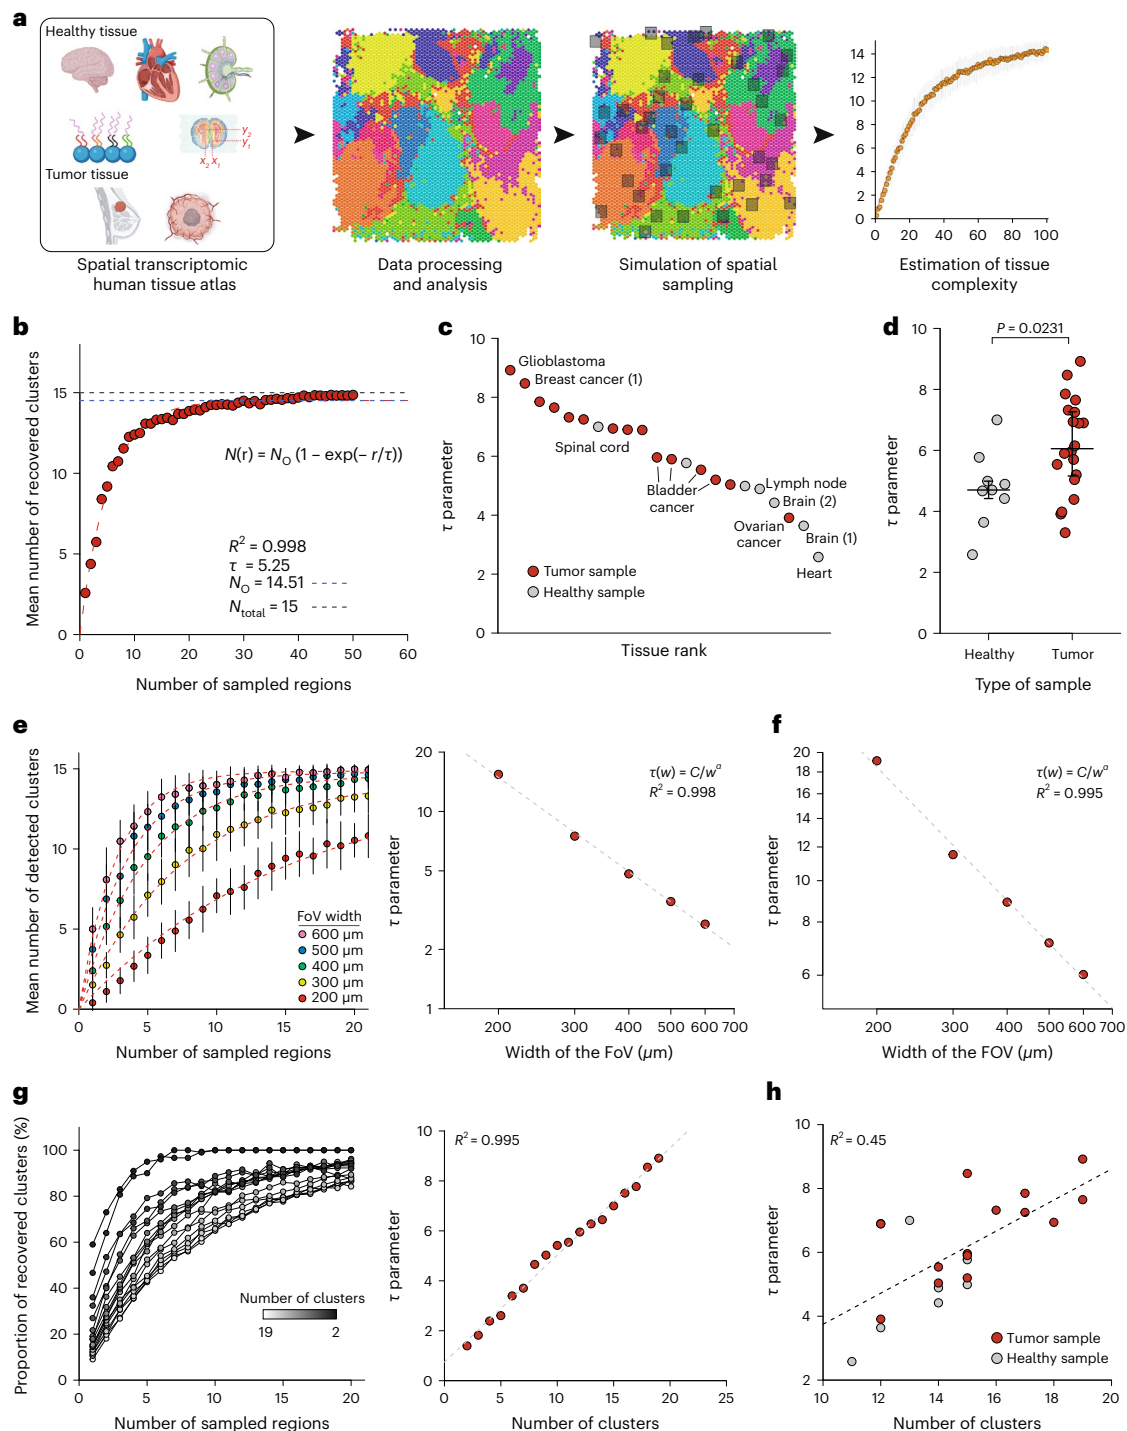 a
Healthy tissue
y2
y1
x2 x1
Tumor tissue
Spatial transcriptomic
human tissue atlas
Data processing
and analysis
Simulation of spatial
sampling
14
12
10
8
6
4
2
0
0 20 40 60 80 100
Estimation of tissue
complexity
b
Mean number of recovered clusters
15
10
5
0
N(r) = NO (1 – exp(– r/τ))
R2 = 0.998
τ = 5.25
NO = 14.51
Ntotal = 15
0 10 20 30 40 50 60
Number of sampled regions
c
τ parameter
10
8
6
4
2
0
Glioblastoma
Breast cancer (1)
Spinal cord
Bladder
cancer
Lymph node
Brain (2)
Ovarian
cancer
Brain (1)
Heart
Tumor sample
Healthy sample
Tissue rank
d
τ parameter
10
8
6
4
2
0
P = 0.0231
Healthy Tumor
Type of sample
e
Mean number of detected clusters
15
10
5
0
FoV width
600 µm
500 µm
400 µm
300 µm
200 µm
0 5 10 15 20
Number of sampled regions
τ parameter
20
10
5
2
1
τ(w) = C/wα
R2 = 0.998
200 300 400 500 600 700
Width of the FoV (µm)
f
τ parameter
20
18
16
14
12
10
8
6
τ(w) = C/wα
R2 = 0.995
200 300 400 500 600 700
Width of the FOV (µm)
g
Proportion of recovered clusters (%)
100
80
60
40
20
0
Number of clusters
19 2
0 5 10 15 20
Number of sampled regions
τ parameter
10
8
6
4
2
0
R2 = 0.995
0 5 10 15 20 25
Number of clusters
h
τ parameter
10
8
6
4
2
R2 = 0.45
Tumor sample
Healthy sample
10 12 14 16 18 20
Number of clusters